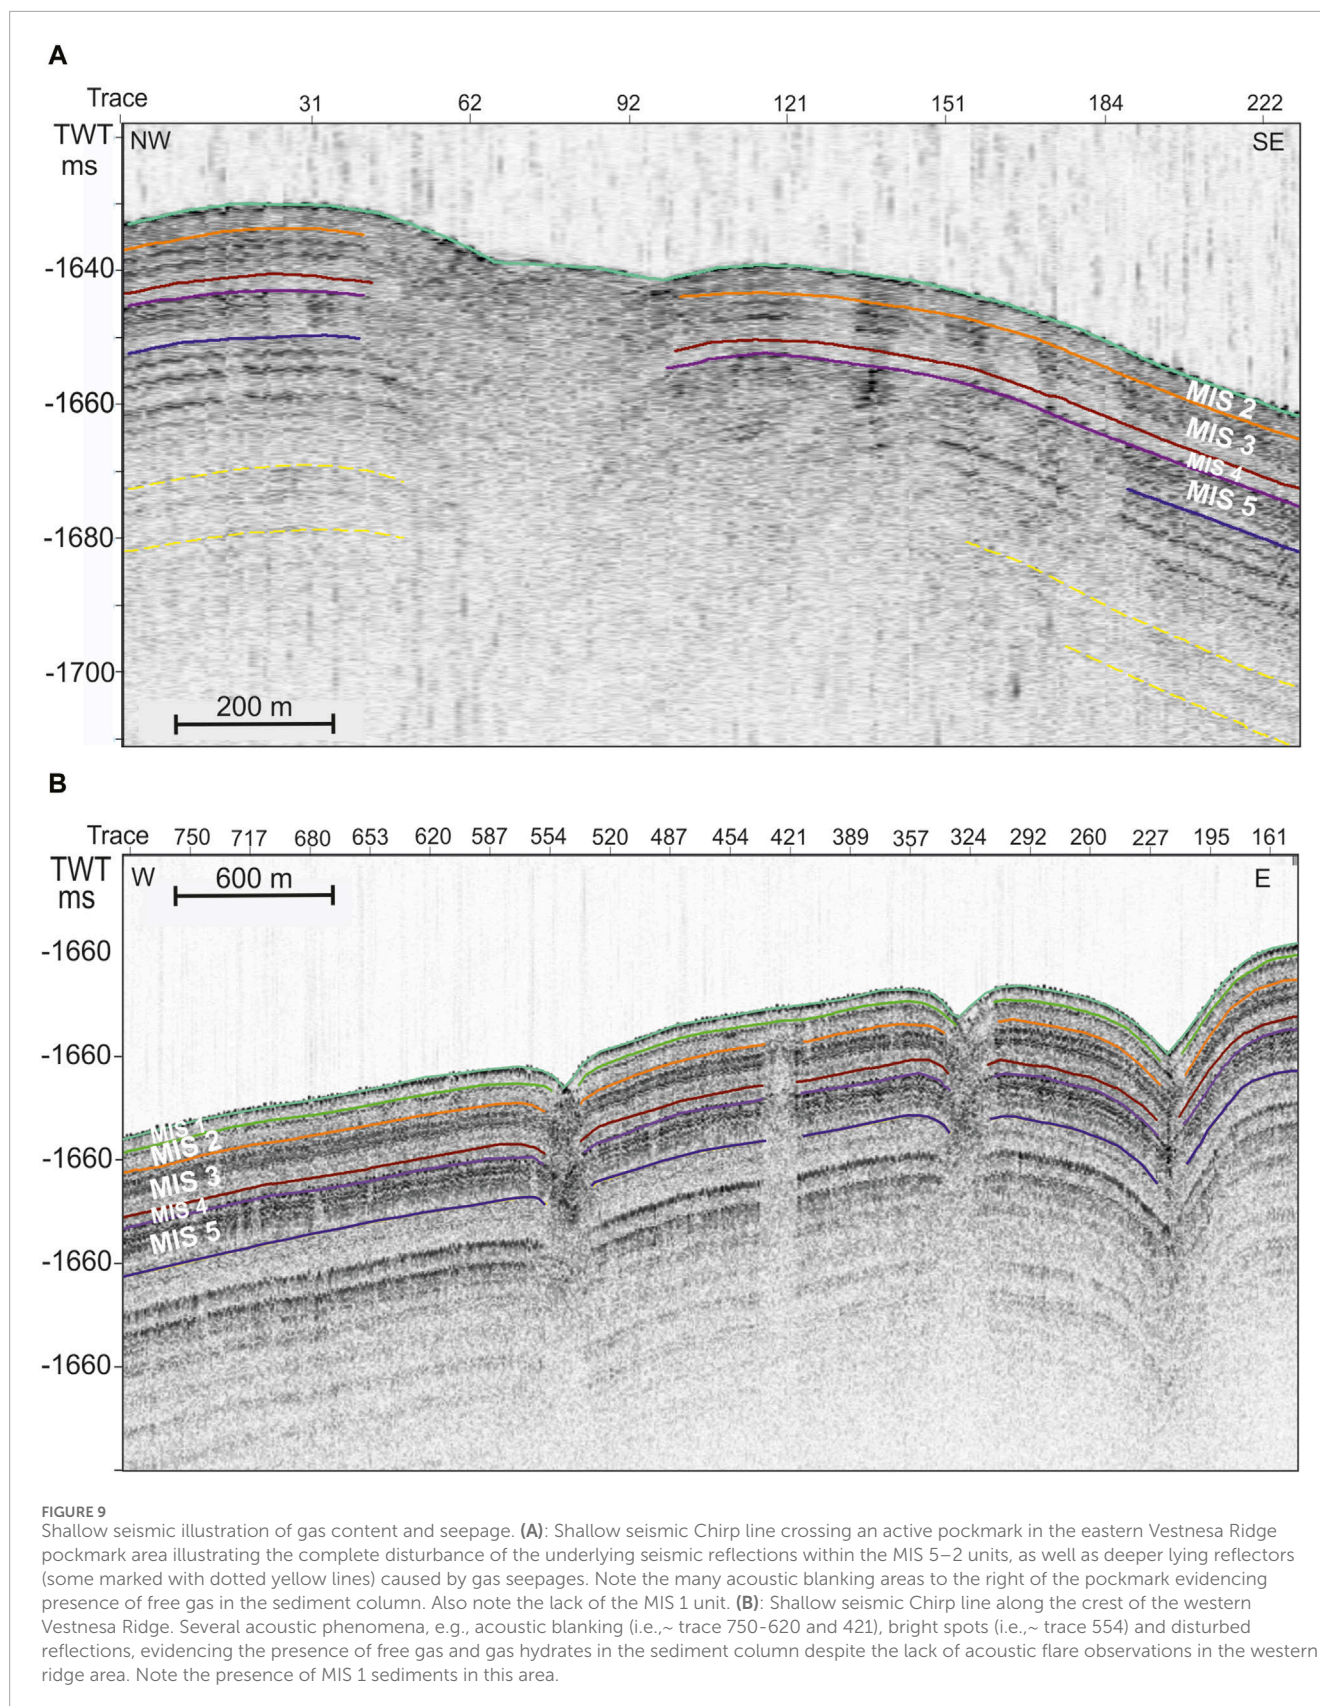 A
Trace 31 62 92 121 151 184 222
TWT
ms
NW SE
-1640
-1660
-1680
-1700
MIS 2
MIS 3
MIS 4
MIS 5
200 m
B
Trace 750 717 680 653 620 587 554 520 487 454 421 389 357 324 292 260 227 195 161
TWT
ms
W 600 m E
-1660
-1660
-1660
-1660
-1660
MIS 1
MIS 2
MIS 3
MIS 4
MIS 5
FIGURE 9
Shallow seismic illustration of gas content and seepage. (A): Shallow seismic Chirp line crossing an active pockmark in the eastern Vestnesa Ridge
pockmark area illustrating the complete disturbance of the underlying seismic reflections within the MIS 5–2 units, as well as deeper lying reflectors
(some marked with dotted yellow lines) caused by gas seepages. Note the many acoustic blanking areas to the right of the pockmark evidencing
presence of free gas in the sediment column. Also note the lack of the MIS 1 unit. (B): Shallow seismic Chirp line along the crest of the western
Vestnesa Ridge. Several acoustic phenomena, e.g., acoustic blanking (i.e.,~ trace 750-620 and 421), bright spots (i.e.,~ trace 554) and disturbed
reflections, evidencing the presence of free gas and gas hydrates in the sediment column despite the lack of acoustic flare observations in the western
ridge area. Note the presence of MIS 1 sediments in this area.